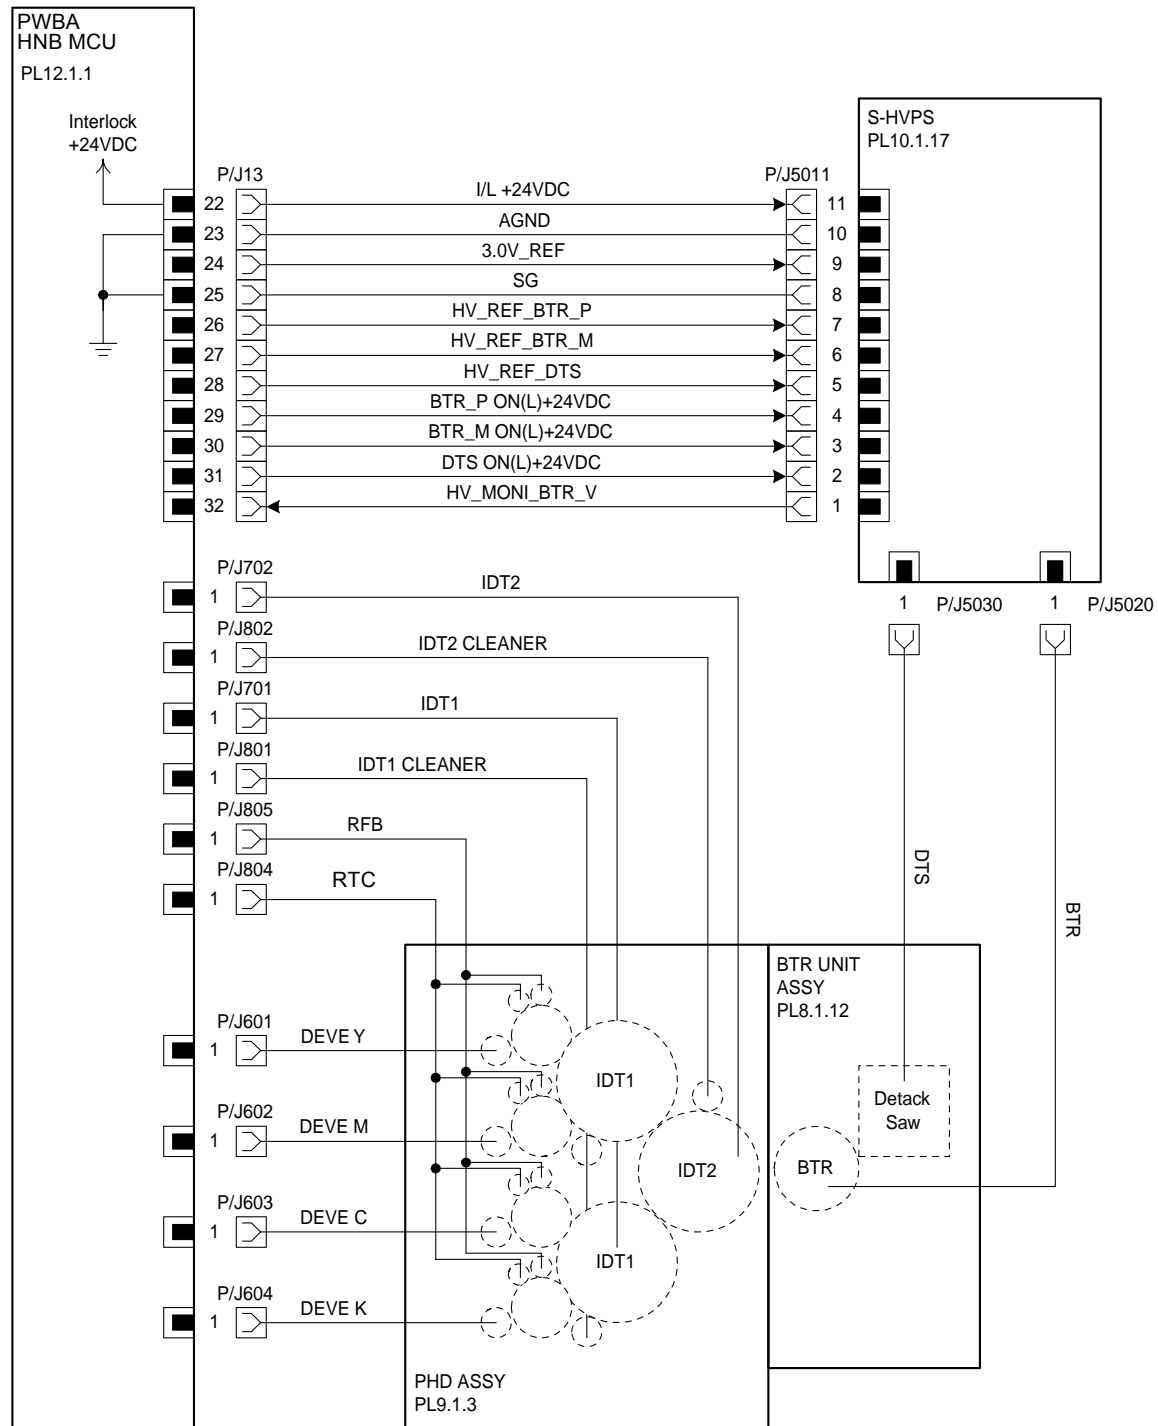 PWBA
HNB MCU
PL12.1.1
Interlock
+24VDC
S-HVPS
PL10.1.17
P/J13
P/J5011
22 I/L +24VDC 11
23 AGND 10
24 3.0V_REF 9
25 SG 8
26 HV_REF_BTR_P 7
27 HV_REF_BTR_M 6
28 HV_REF_DTS 5
29 BTR_P ON(L)+24VDC 4
30 BTR_M ON(L)+24VDC 3
31 DTS ON(L)+24VDC 2
32 HV_MONI_BTR_V 1
P/J702
1 IDT2
1 P/J5030 1 P/J5020
P/J802
1 IDT2 CLEANER
P/J701
1 IDT1
P/J801
1 IDT1 CLEANER
P/J805
1 RFB
P/J804
1 RTC
DTS
BTR
BTR UNIT
ASSY
PL8.1.12
P/J601
1 DEVE Y
IDT1
Detack
Saw
P/J602
1 DEVE M
IDT2
BTR
P/J603
1 DEVE C
IDT1
P/J604
1 DEVE K
PHD ASSY
PL9.1.3